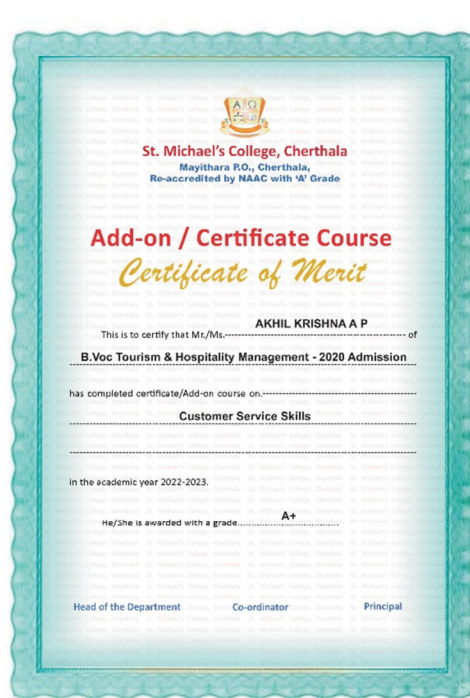 A Ω
St. Michael's College, Cherthala
Mayithara P.O., Cherthala,
Re-accredited by NAAC with 'A' Grade
Add-on / Certificate Course
Certificate of Merit
This is to certify that Mr./Ms. AKHIL KRISHNA A P of
B.Voc Tourism & Hospitality Management - 2020 Admission
has completed certificate/Add-on course on.
Customer Service Skills
in the academic year 2022-2023.
He/She is awarded with a grade A+
Head of the Department Co-ordinator Principal